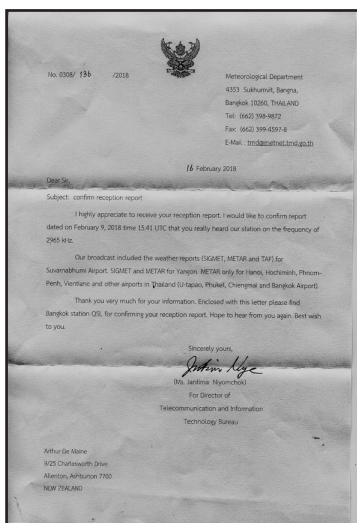 No. 0308/ 136 /2018
Meteorological Department
4353 Sukhumvit, Bangna,
Bangkok 10260, THAILAND
Tel: (662) 398-9872
Fax: (662) 399-4597-8
E-Mail : tmd@metnet.tmd.go.th
16 February 2018
Dear Sir,
Subject: confirm reception report
I highly appreciate to receive your reception report. I would like to confirm report
dated on February 9, 2018 time 15.41 UTC that you really heard our station on the frequency of
2965 kHz.
Our broadcast included the weather reports (SIGMET, METAR and TAF) for
Suvarnabhumi Airport. SIGMET and METAR for Yangon. METAR only for Hanoi, Hochiminh, Phnom-
Penh, Vientiane and other airports in Thailand (U-tapao, Phuket, Chiengmai and Bangkok Airport).
Thank you very much for your information. Enclosed with this letter please find
Bangkok station QSL for confirming your reception report. Hope to hear from you again. Best wish
to you.
Sincerely yours,
(Ms. Jantima Niyomchok)
For Director of
Telecommunication and Information
Technology Bureau
Arthur De Maine
9/25 Charlesworth Drive
Allenton, Ashburton 7700
NEW ZEALAND